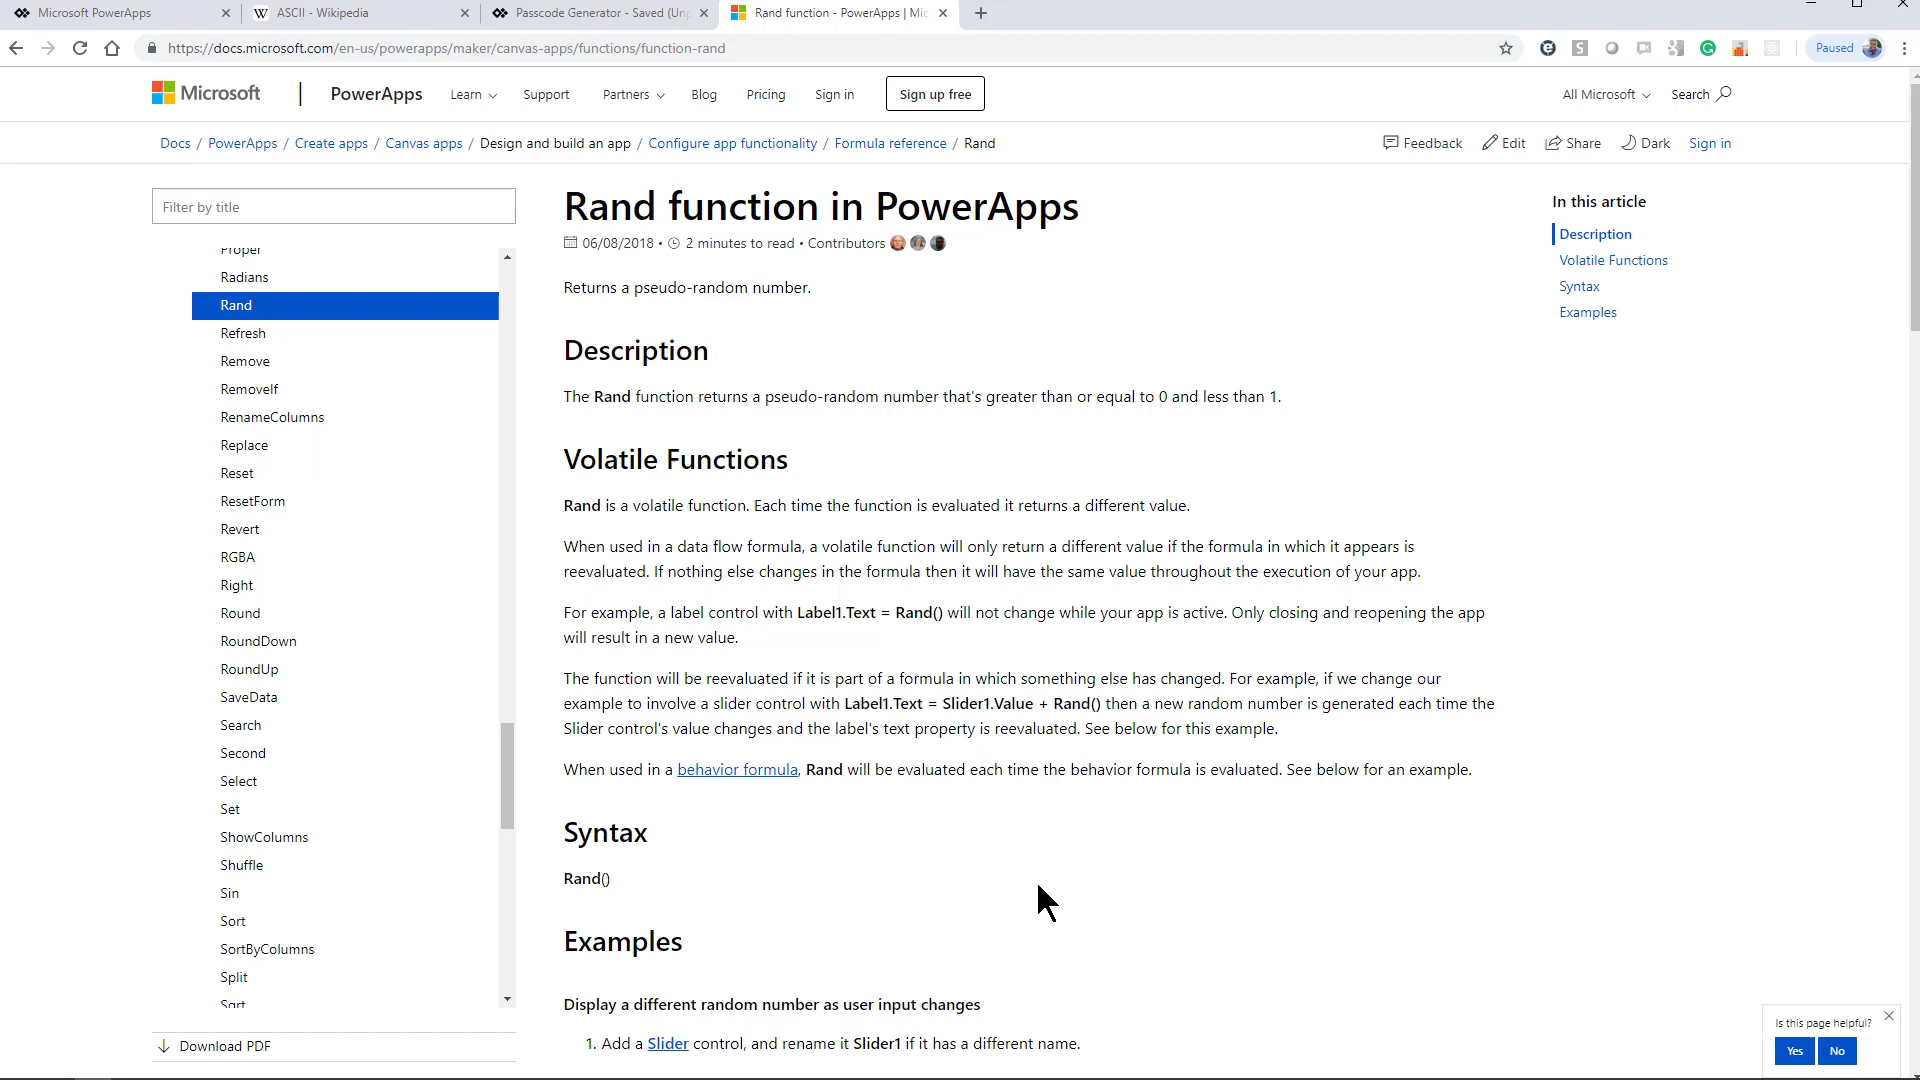 Microsoft PowerApps
ASCII - Wikipedia
Passcode Generator - Saved (Unp
Rand function - PowerApps | Mic
https://docs.microsoft.com/en-us/powerapps/maker/canvas-apps/functions/function-rand
Paused
Microsoft
PowerApps
Learn
Support
Partners
Blog
Pricing
Sign in
Sign up free
All Microsoft
Search
Docs / PowerApps / Create apps / Canvas apps / Design and build an app / Configure app functionality / Formula reference / Rand
Feedback
Edit
Share
Dark
Sign in
Filter by title
Proper
Radians
Rand
Refresh
Remove
RemoveIf
RenameColumns
Replace
Reset
ResetForm
Revert
RGBA
Right
Round
RoundDown
RoundUp
SaveData
Search
Second
Select
Set
ShowColumns
Shuffle
Sin
Sort
SortByColumns
Split
Sqrt
Download PDF
Rand function in PowerApps
06/08/2018 • 2 minutes to read • Contributors
Returns a pseudo-random number.
Description
The Rand function returns a pseudo-random number that's greater than or equal to 0 and less than 1.
Volatile Functions
Rand is a volatile function. Each time the function is evaluated it returns a different value.
When used in a data flow formula, a volatile function will only return a different value if the formula in which it appears is
reevaluated. If nothing else changes in the formula then it will have the same value throughout the execution of your app.
For example, a label control with Label1.Text = Rand() will not change while your app is active. Only closing and reopening the app
will result in a new value.
The function will be reevaluated if it is part of a formula in which something else has changed. For example, if we change our
example to involve a slider control with Label1.Text = Slider1.Value + Rand() then a new random number is generated each time the
Slider control's value changes and the label's text property is reevaluated. See below for this example.
When used in a behavior formula, Rand will be evaluated each time the behavior formula is evaluated. See below for an example.
Syntax
Rand()
Examples
Display a different random number as user input changes
1. Add a Slider control, and rename it Slider1 if it has a different name.
In this article
Description
Volatile Functions
Syntax
Examples
Is this page helpful?
Yes
No